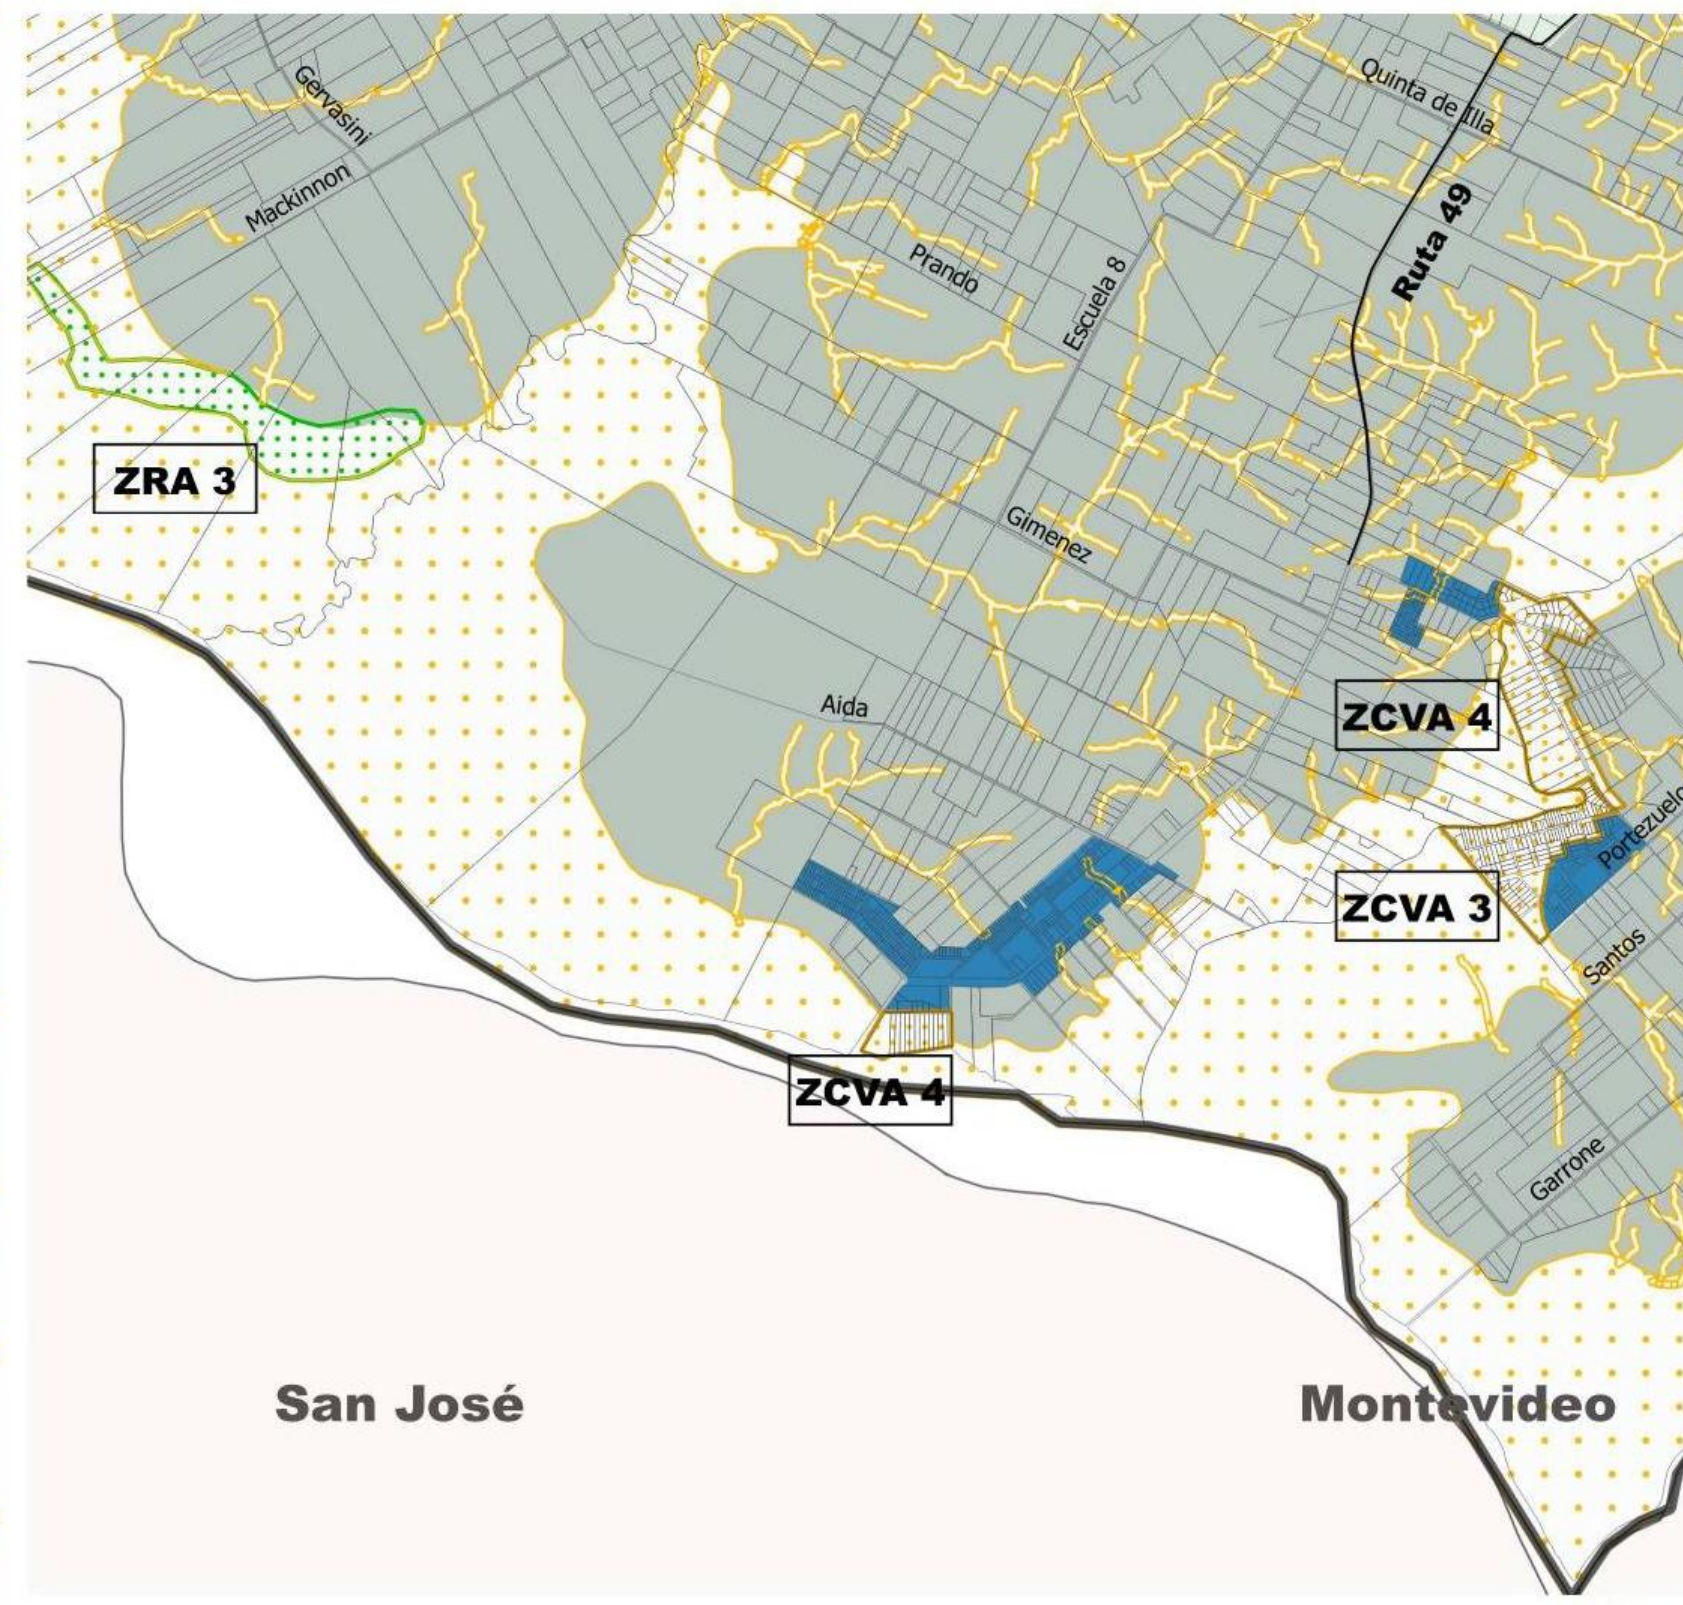 Quinta de Illa
Gervasini
Mackinnon
Ruta 49
Prando
Escuela 8
ZRA 3
Gimenez
Aida
ZCVA 4
Portezuelo
ZCVA 3
Santos
ZCVA 4
Garrone
San José
Montevideo